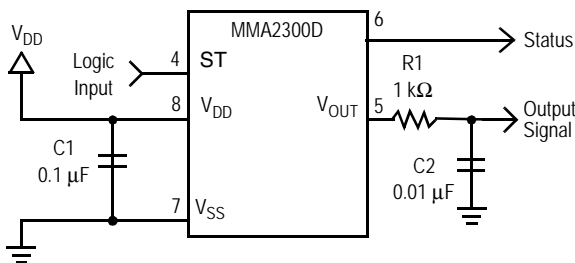 MMA2300D
6
Status
V_DD
Logic
Input
4
ST
R1
1 kΩ
8
V_DD
V_OUT
5
Output
Signal
C1
0.1 μF
C2
0.01 μF
7
V_SS